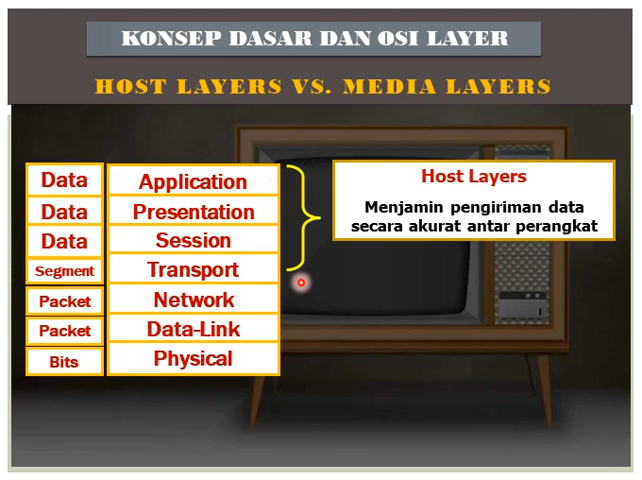 KONSEP DASAR DAN OSI LAYER
HOST LAYERS VS. MEDIA LAYERS
Data Application
Data Presentation
Data Session
Segment Transport
Packet Network
Packet Data-Link
Bits Physical
Host Layers
Menjamin pengiriman data
secara akurat antar perangkat